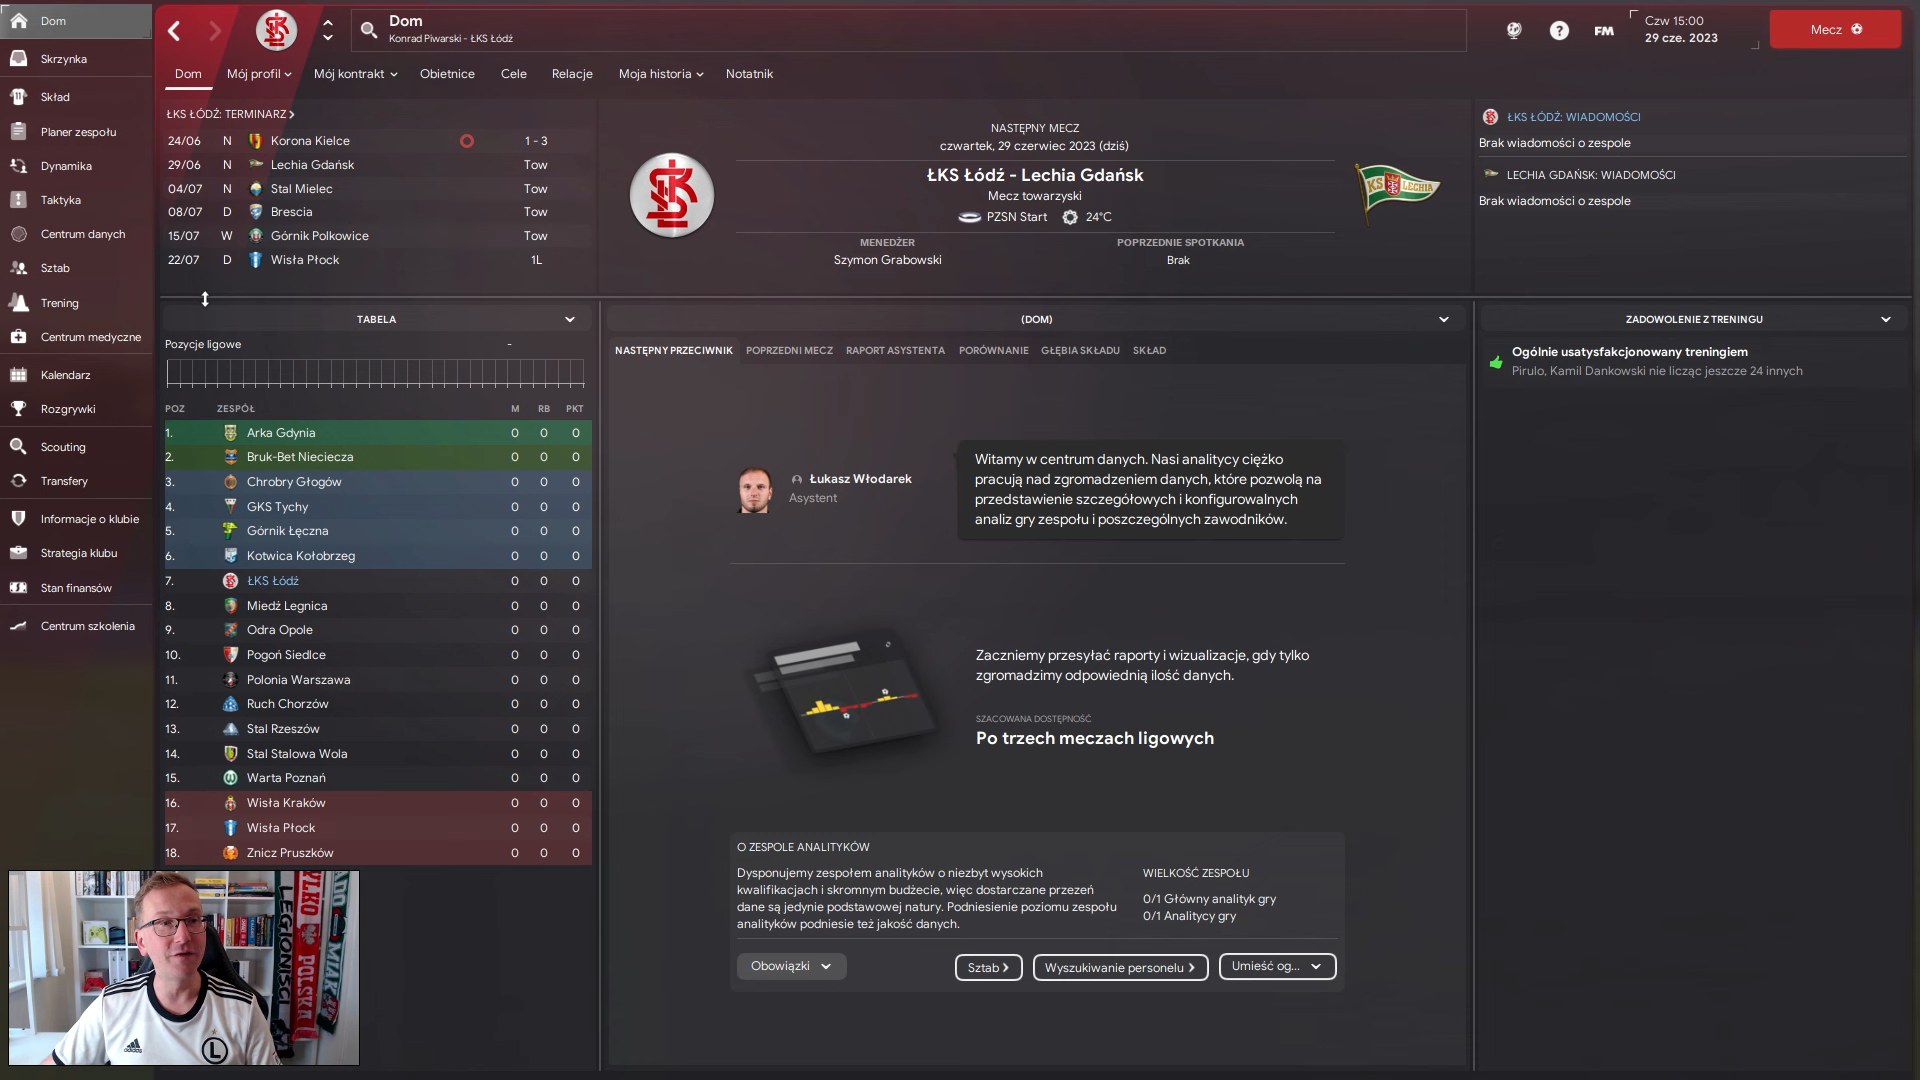 Dom
Skrzynka
Skład
Planer zespołu
Dynamika
Taktyka
Centrum danych
Sztab
Trening
Centrum medyczne
Kalendarz
Rozgrywki
Scouting
Transfery
Informacje o klubie
Strategia klubu
Stan finansów
Centrum szkolenia
Dom
Konrad Piwarski - ŁKS Łódź
FM
Czw 15:00
29 cze. 2023
Mecz
Dom Mój profil Mój kontrakt Obietnice Cele Relacje Moja historia Notatnik
ŁKS ŁÓDŹ: TERMINARZ
24/06 N Korona Kielce 1 - 3
29/06 N Lechia Gdańsk Tow
04/07 N Stal Mielec Tow
08/07 D Brescia Tow
15/07 W Górnik Polkowice Tow
22/07 D Wisła Płock 1L
NASTĘPNY MECZ
czwartek, 29 czerwiec 2023 (dziś)
ŁKS Łódź - Lechia Gdańsk
Mecz towarzyski
PZSN Start 24°C
MENEDŻER
Szymon Grabowski
POPRZEDNIE SPOTKANIA
Brak
KS LECHIA
ŁKS ŁÓDŹ: WIADOMOŚCI
Brak wiadomości o zespole
LECHIA GDAŃSK: WIADOMOŚCI
Brak wiadomości o zespole
TABELA
Pozycje ligowe -
POZ ZESPÓŁ M RB PKT
1. Arka Gdynia 0 0 0
2. Bruk-Bet Nieciecza 0 0 0
3. Chrobry Głogów 0 0 0
4. GKS Tychy 0 0 0
5. Górnik Łęczna 0 0 0
6. Kotwica Kołobrzeg 0 0 0
7. ŁKS Łódź 0 0 0
8. Miedź Legnica 0 0 0
9. Odra Opole 0 0 0
10. Pogoń Siedlce 0 0 0
11. Polonia Warszawa 0 0 0
12. Ruch Chorzów 0 0 0
13. Stal Rzeszów 0 0 0
14. Stal Stalowa Wola 0 0 0
15. Warta Poznań 0 0 0
16. Wisła Kraków 0 0 0
17. Wisła Płock 0 0 0
18. Znicz Pruszków 0 0 0
(DOM)
NASTĘPNY PRZECIWNIK POPRZEDNI MECZ RAPORT ASYSTENTA PORÓWNANIE GŁĘBIA SKŁADU SKŁAD
Łukasz Włodarek
Asystent
Witamy w centrum danych. Nasi analitycy ciężko
pracują nad zgromadzeniem danych, które pozwolą na
przedstawienie szczegółowych i konfigurowalnych
analiz gry zespołu i poszczególnych zawodników.
Zaczniemy przesyłać raporty i wizualizacje, gdy tylko
zgromadzimy odpowiednią ilość danych.
SZACOWANA DOSTĘPNOŚĆ
Po trzech meczach ligowych
O ZESPOLE ANALITYKÓW
Dysponujemy zespołem analityków o niezbyt wysokich
kwalifikacjach i skromnym budżecie, więc dostarczane przezeń
dane są jedynie podstawowej natury. Podniesienie poziomu zespołu
analityków podniesie też jakość danych.
WIELKOŚĆ ZESPOŁU
0/1 Główny analityk gry
0/1 Analitycy gry
Obowiązki Sztab Wyszukiwanie personelu Umieść og...
ZADOWOLENIE Z TRENINGU
Ogólnie usatysfakcjonowany treningiem
Pirulo, Kamil Dankowski nie licząc jeszcze 24 innych
LEGIONIŚCI
POLSKA
adidas
L